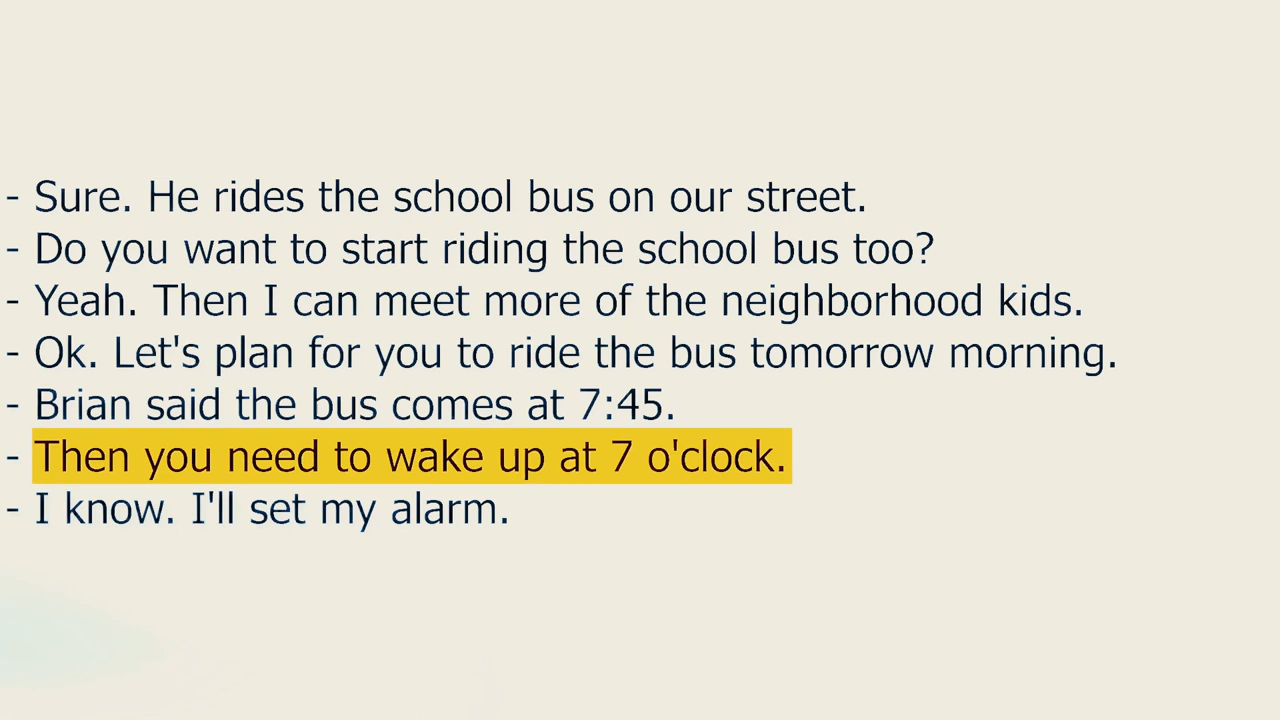 - Sure. He rides the school bus on our street.
- Do you want to start riding the school bus too?
- Yeah. Then I can meet more of the neighborhood kids.
- Ok. Let's plan for you to ride the bus tomorrow morning.
- Brian said the bus comes at 7:45.
- Then you need to wake up at 7 o'clock.
- I know. I'll set my alarm.